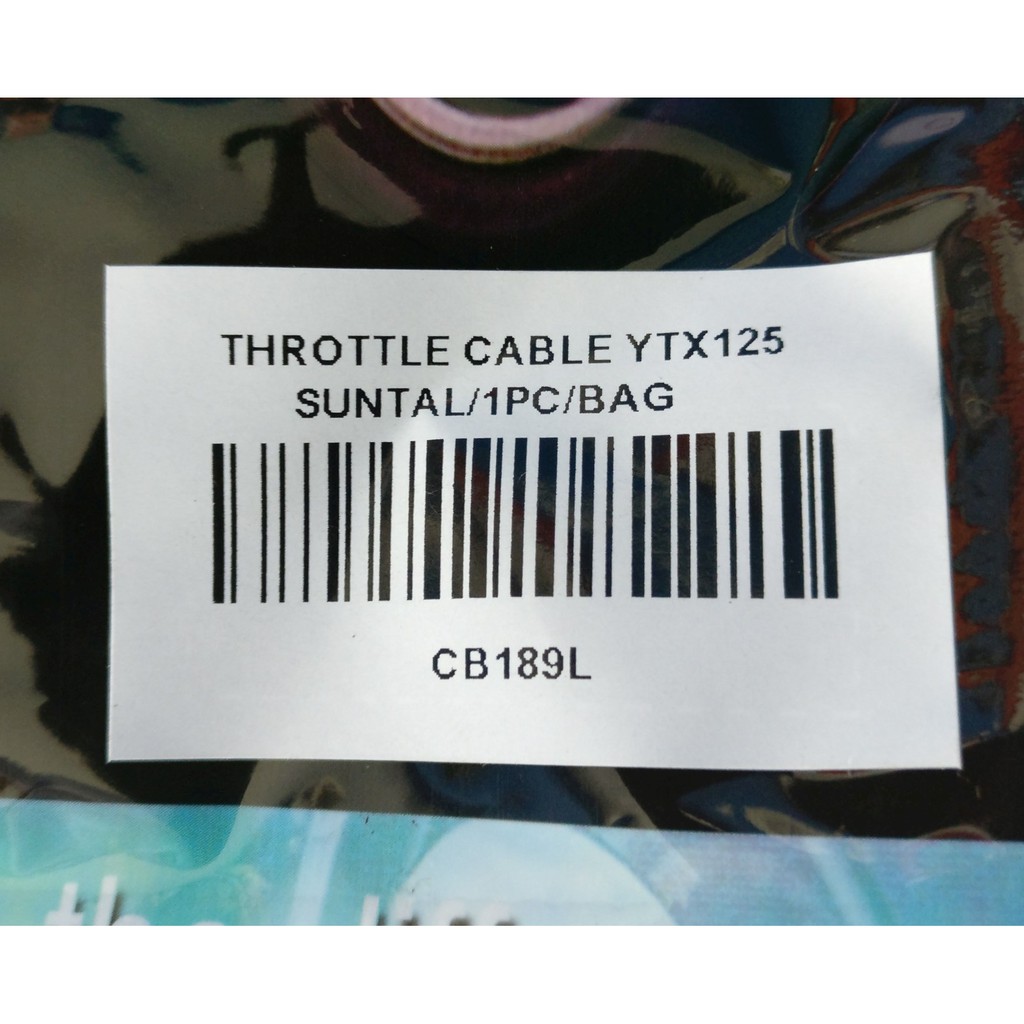 THROTTLE CABLE YTX125
SUNTAL/1PC/BAG
CB189L